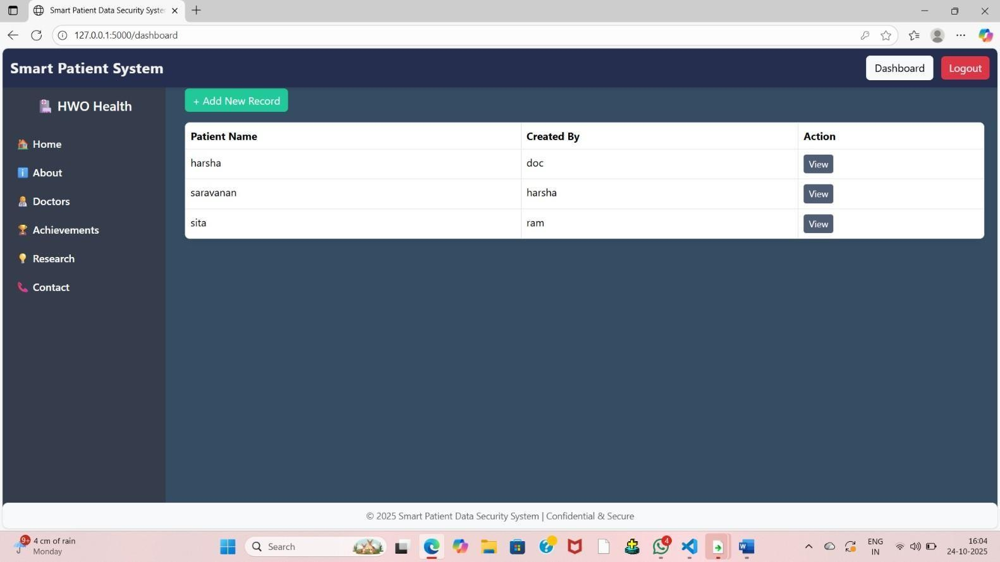 Smart Patient Data Security Syste
127.0.0.1:5000/dashboard
Smart Patient System
Dashboard
Logout
HWO Health
+ Add New Record
Home
About
Doctors
Achievements
Research
Contact
Patient Name Created By Action
harsha doc View
saravanan harsha View
sita ram View
© 2025 Smart Patient Data Security System | Confidential & Secure
9+
4 cm of rain
Monday
Search
4
ENG
IN
16:04
24-10-2025